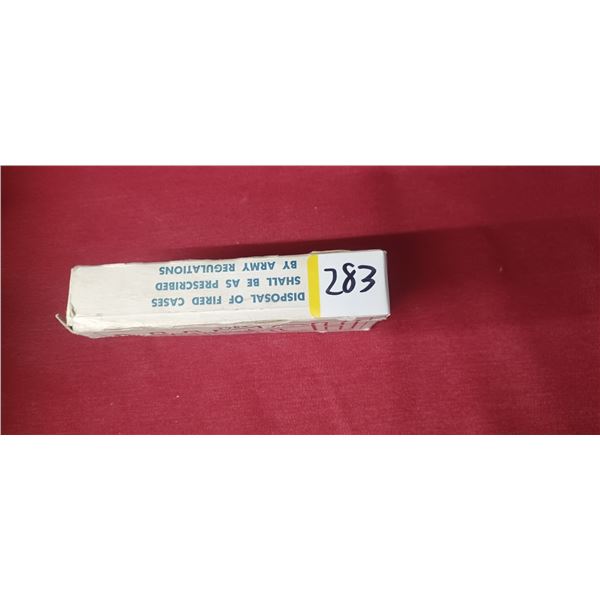 DISPOSAL OF FIRED CASES
SHALL BE AS PRESCRIBED
BY ARMY REGULATIONS
283